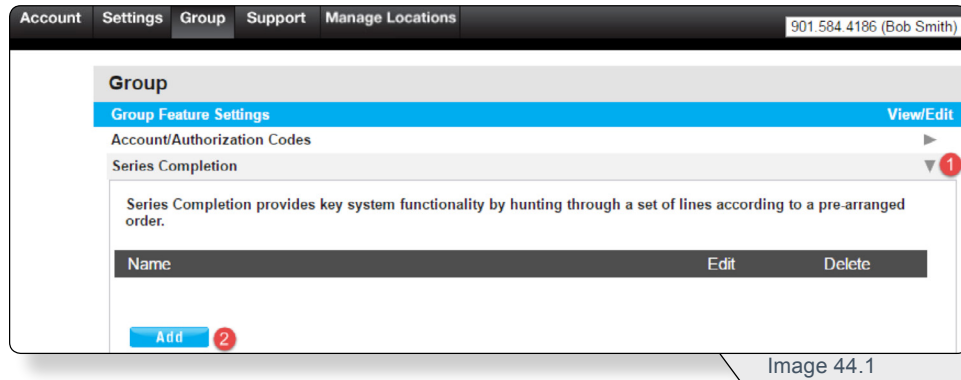 Account Settings Group Support Manage Locations
901.584.4186 (Bob Smith)
Group
Group Feature Settings View/Edit
Account/Authorization Codes
Series Completion 1
Series Completion provides key system functionality by hunting through a set of lines according to a pre-arranged
order.
Name Edit Delete
Add 2
Image 44.1